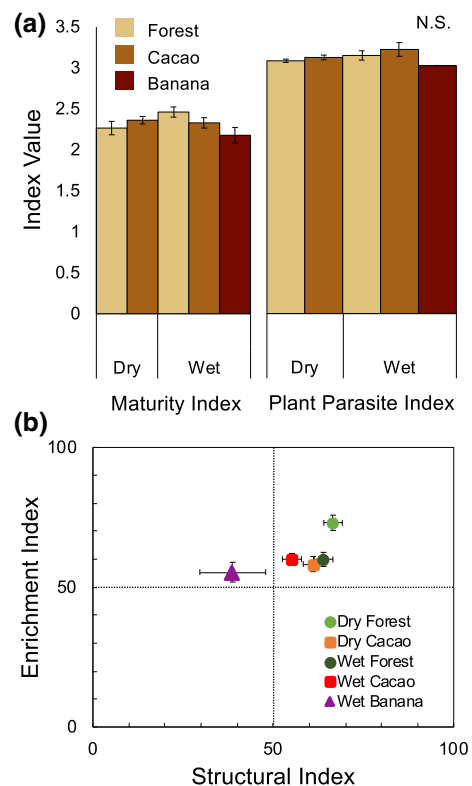 (a)
N.S.
Forest
Cacao
Banana
Index Value
3.5
3
2.5
2
1.5
1
0.5
0
Dry Wet Dry Wet
Maturity Index Plant Parasite Index
(b)
Enrichment Index
100
50
0
Dry Forest
Dry Cacao
Wet Forest
Wet Cacao
Wet Banana
0 50 100
Structural Index